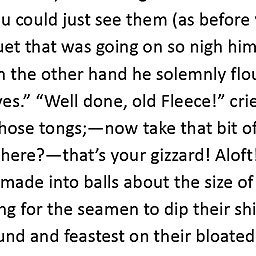 u could just see them (as before
uet that was going on so nigh him
the other hand he solemnly flou
ves.” “Well done, old Fleece!” crie
hose tongs;—now take that bit of
here?—that’s your gizzard! Aloft!
made into balls about the size of
ng for the seamen to dip their shi
und and feastest on their bloated